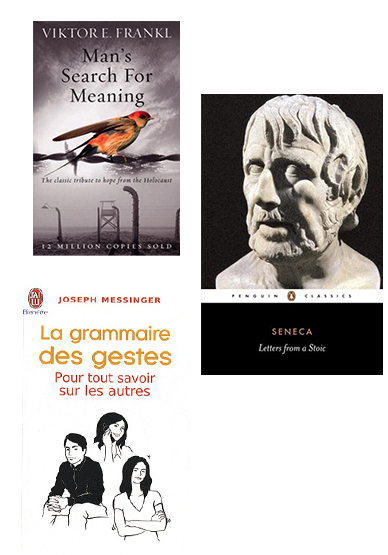 VIKTOR E. FRANKL
Man's
Search For
Meaning
The classic tribute to hope from the Holocaust
12 MILLION COPIES SOLD
PENGUIN CLASSICS
SENECA
Letters from a Stoic
J'ai lu
Bien-être
JOSEPH MESSINGER
La grammaire
des gestes
Pour tout savoir
sur les autres